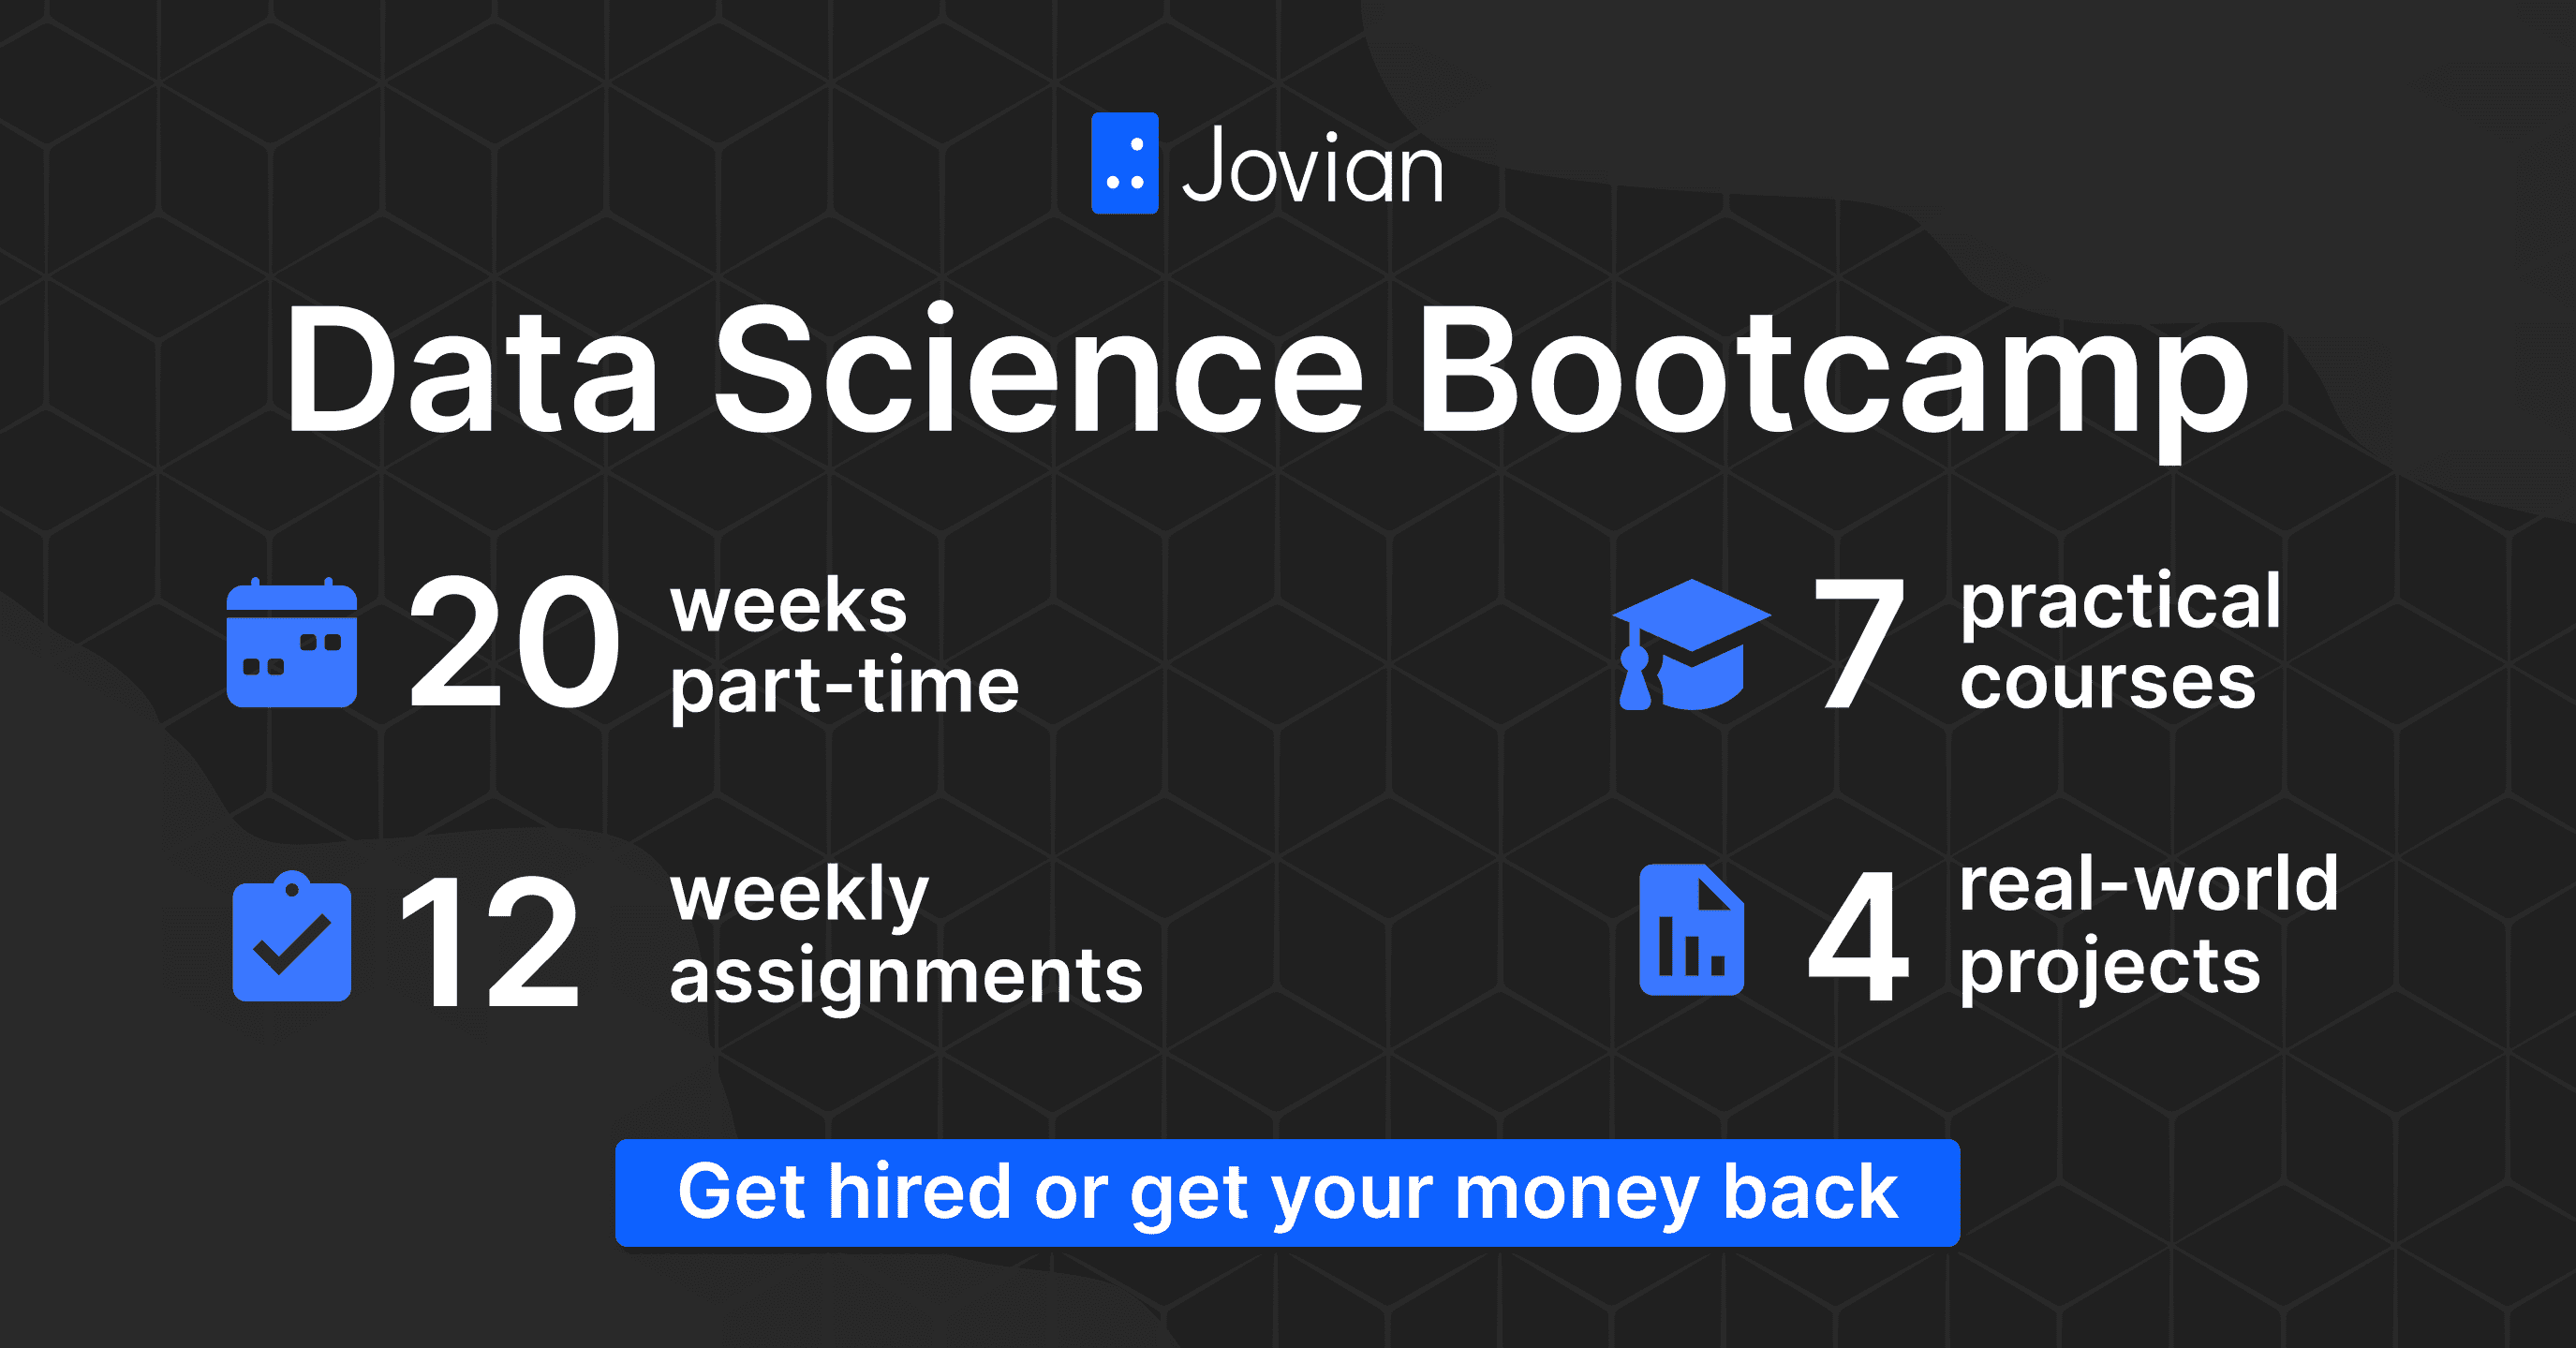 Jovian
Data Science Bootcamp
20 weeks
part-time
7 practical
courses
12 weekly
assignments
4 real-world
projects
Get hired or get your money back